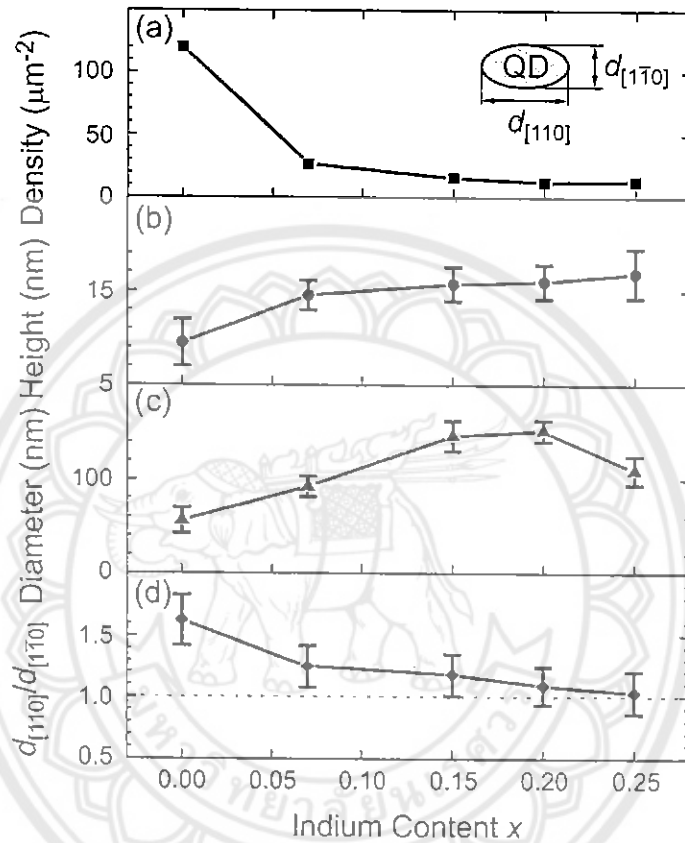 (a)
Density (μm⁻²)
100
50
0
QD
d[11̅0]
d[110]
(b)
Height (nm)
15
5
(c)
Diameter (nm)
100
0
(d)
d[110]/d[11̅0]
1.5
1.0
0.5
0.00 0.05 0.10 0.15 0.20 0.25
Indium Content x